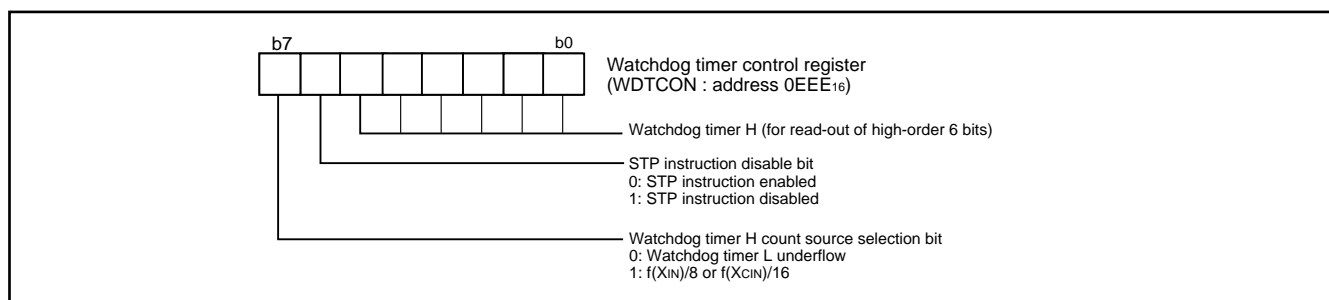 b7
b0
Watchdog timer control register
(WDTCON : address 0EEE16)
Watchdog timer H (for read-out of high-order 6 bits)
STP instruction disable bit
0: STP instruction enabled
1: STP instruction disabled
Watchdog timer H count source selection bit
0: Watchdog timer L underflow
1: f(XIN)/8 or f(XCIN)/16